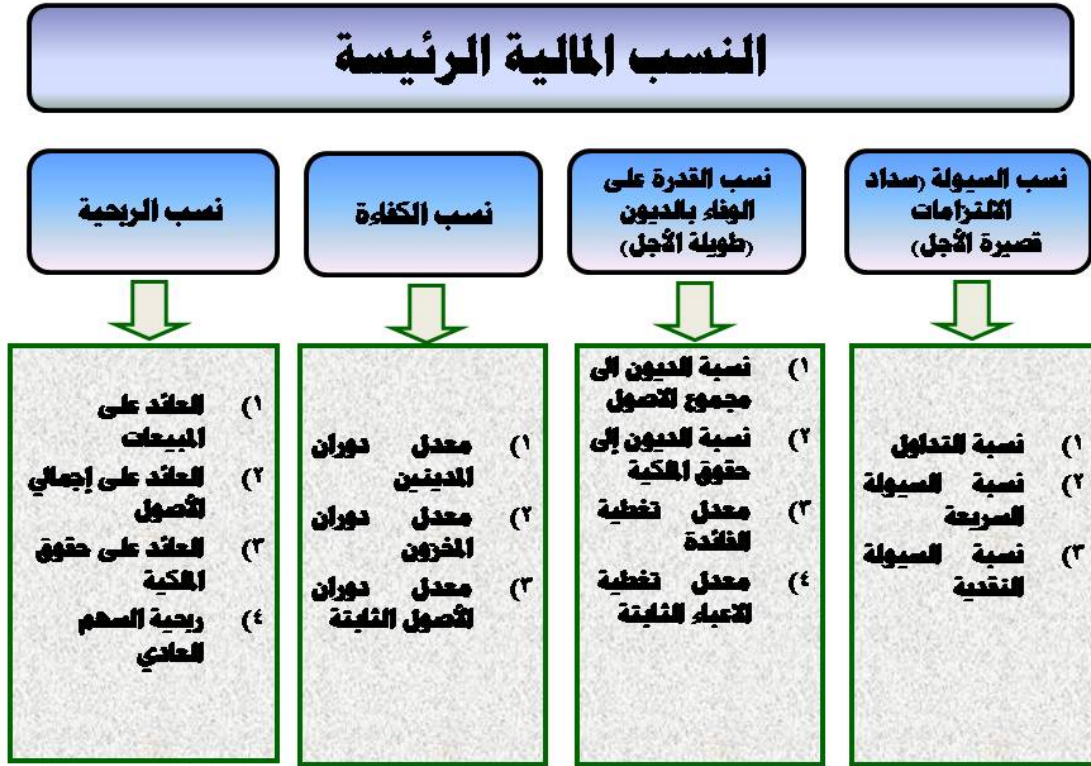 النسب المالية الرئيسة
نسب السيولة (سداد
الالتزامات
قصيرة الأجل)
١) نسبة التداول
٢) نسبة السيولة
السريعة
٣) نسبة السيولة
النقدية
نسب القدرة على
الوفاء بالديون
(طويلة الأجل)
١) نسبة الديون الى
مجموع الاصول
٢) نسبة الديون إلى
حقوق الملكية
٣) معدل تغطية
الفائدة
٤) معدل تغطية
الاعباء الثابتة
نسب الكفاءة
١) معدل دوران
المدينين
٢) معدل دوران
المخزون
٣) معدل دوران
الأصول الثابتة
نسب الربحية
١) العائد على
المبيعات
٢) العائد على إجمالي
الأصول
٣) العائد على حقوق
الملكية
٤) ربحية السهم
العادي